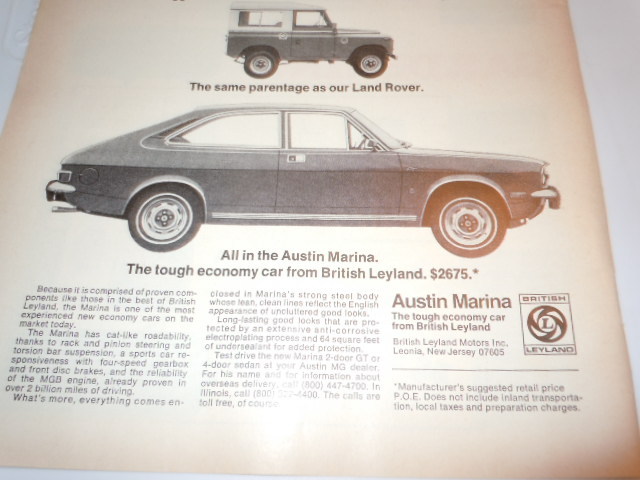 The same parentage as our Land Rover.
All in the Austin Marina.
The tough economy car from British Leyland. $2675.*
Because it is comprised of proven com-
ponents like those in the best of British
Leyland, the Marina is one of the most
experienced new economy cars on the
market today.
The Marina has cat-like roadability,
thanks to rack and pinion steering and
torsion bar suspension, a sports car re-
sponsiveness with four-speed gearbox
and front disc brakes, and the reliability
of the MGB engine, already proven in
over 2 billion miles of driving.
What's more, everything comes en-
closed in Marina's strong steel body
whose lean, clean lines reflect the English
appearance of uncluttered good looks.
Long-lasting good looks that are pro-
tected by an extensive anti-corrosive
electroplating process and 64 square feet
of undersealant for added protection.
Test drive the new Marina 2-door GT or
4-door sedan at your Austin MG dealer.
For his name and for information about
overseas delivery, call (800) 447-4700. In
Illinois, call (800) 322-4400. The calls are
toll free, of course.
Austin Marina
The tough economy car
from British Leyland
British Leyland Motors Inc.
Leonia, New Jersey 07605
BRITISH
L
LEYLAND
*Manufacturer's suggested retail price
P.O.E. Does not include inland transporta-
tion, local taxes and preparation charges.